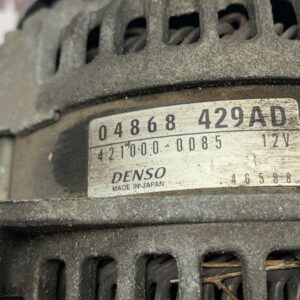 04868 429AD
421000-0085 12V
DENSO
MADE IN JAPAN 46588